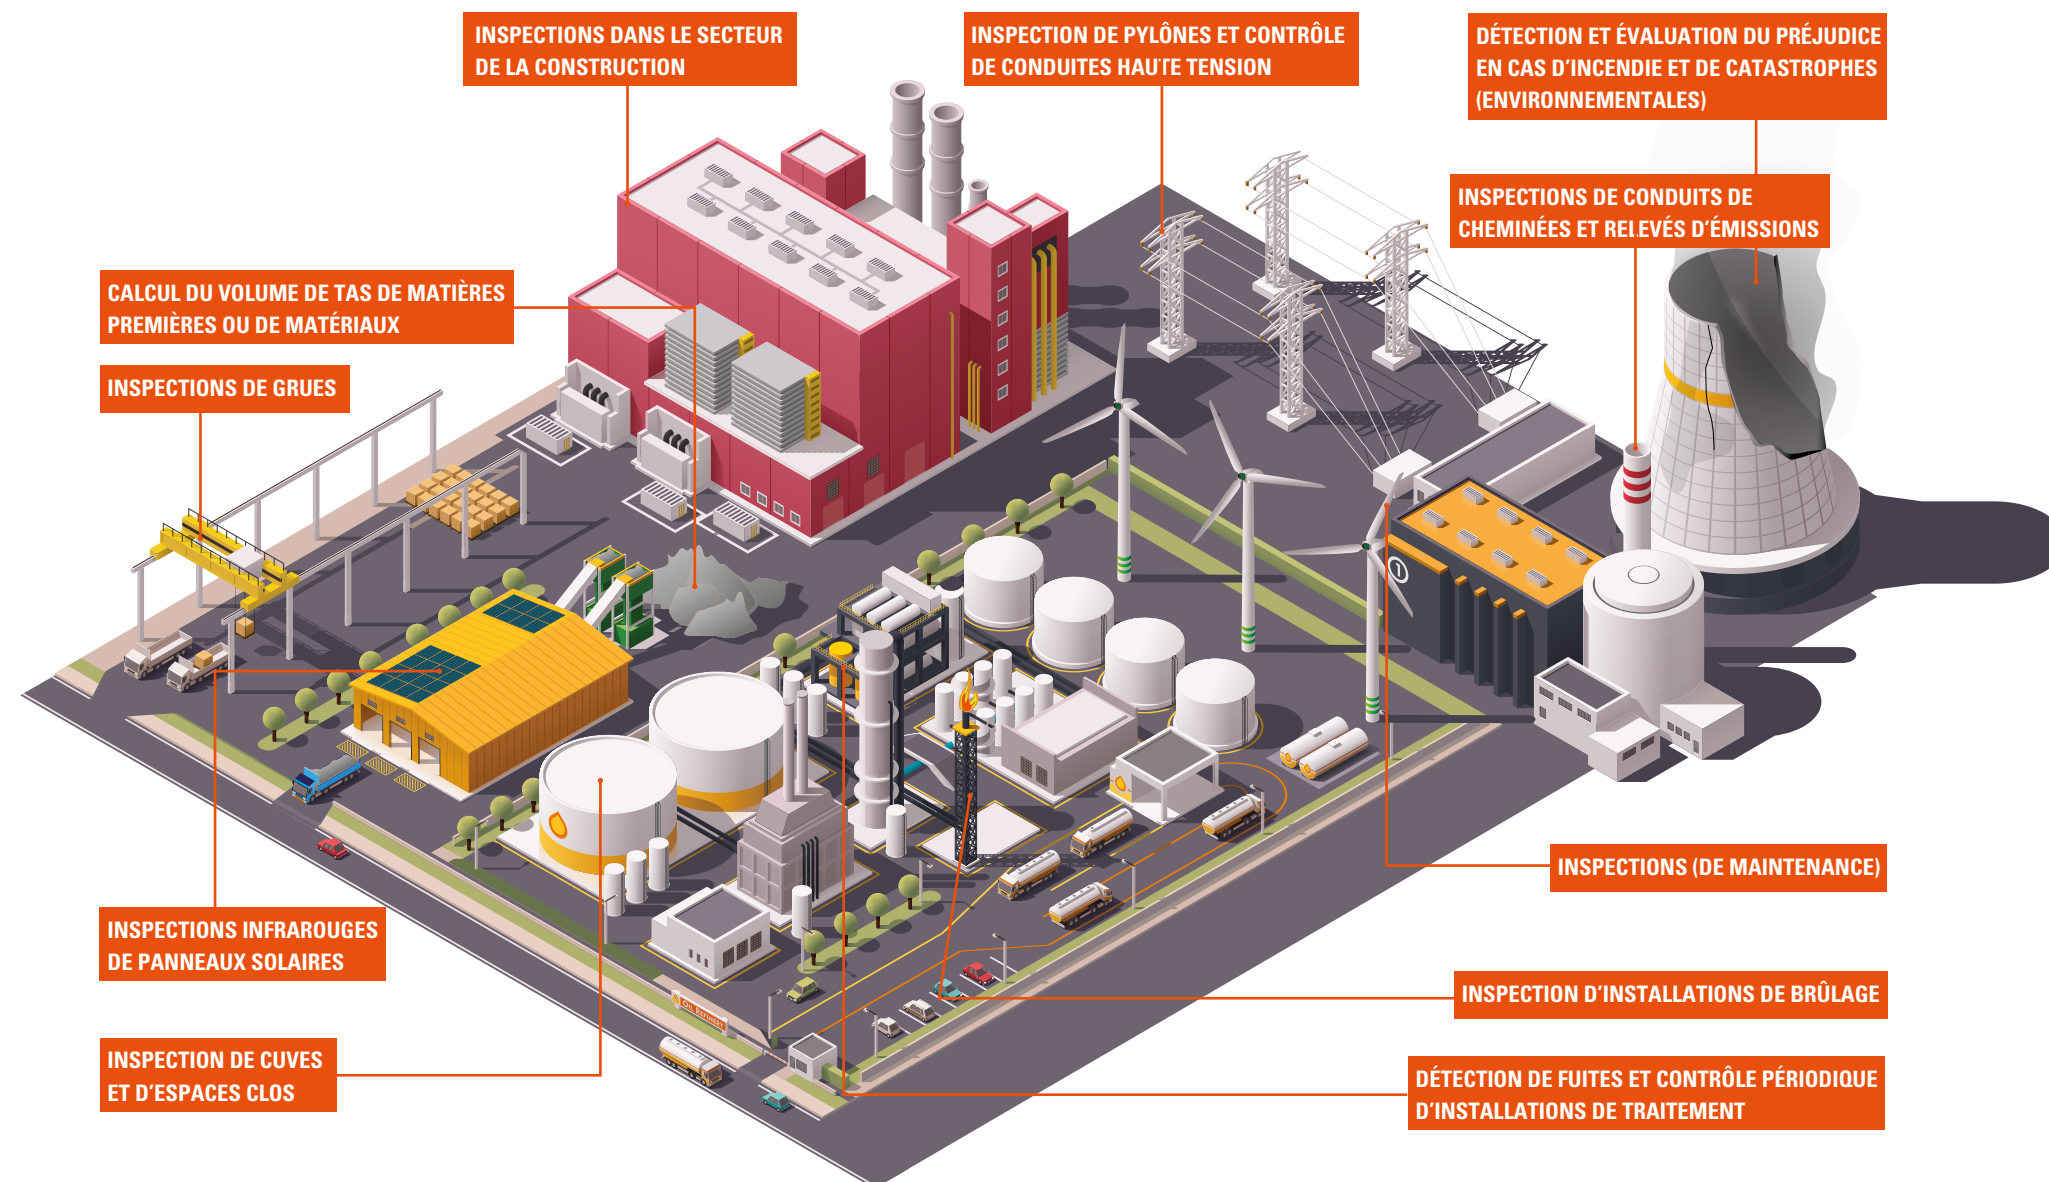 INSPECTIONS DANS LE SECTEUR
DE LA CONSTRUCTION
INSPECTION DE PYLÔNES ET CONTRÔLE
DE CONDUITES HAUTE TENSION
DÉTECTION ET ÉVALUATION DU PRÉJUDICE
EN CAS D'INCENDIE ET DE CATASTROPHES
(ENVIRONNEMENTALES)
INSPECTIONS DE CONDUITS DE
CHEMINÉES ET RELEVÉS D'ÉMISSIONS
CALCUL DU VOLUME DE TAS DE MATIÈRES
PREMIÈRES OU DE MATÉRIAUX
INSPECTIONS DE GRUES
1
INSPECTIONS (DE MAINTENANCE)
INSPECTIONS INFRAROUGES
DE PANNEAUX SOLAIRES
INSPECTION D'INSTALLATIONS DE BRÛLAGE
OIL REFINERY
INSPECTION DE CUVES
ET D'ESPACES CLOS
DÉTECTION DE FUITES ET CONTRÔLE PÉRIODIQUE
D'INSTALLATIONS DE TRAITEMENT